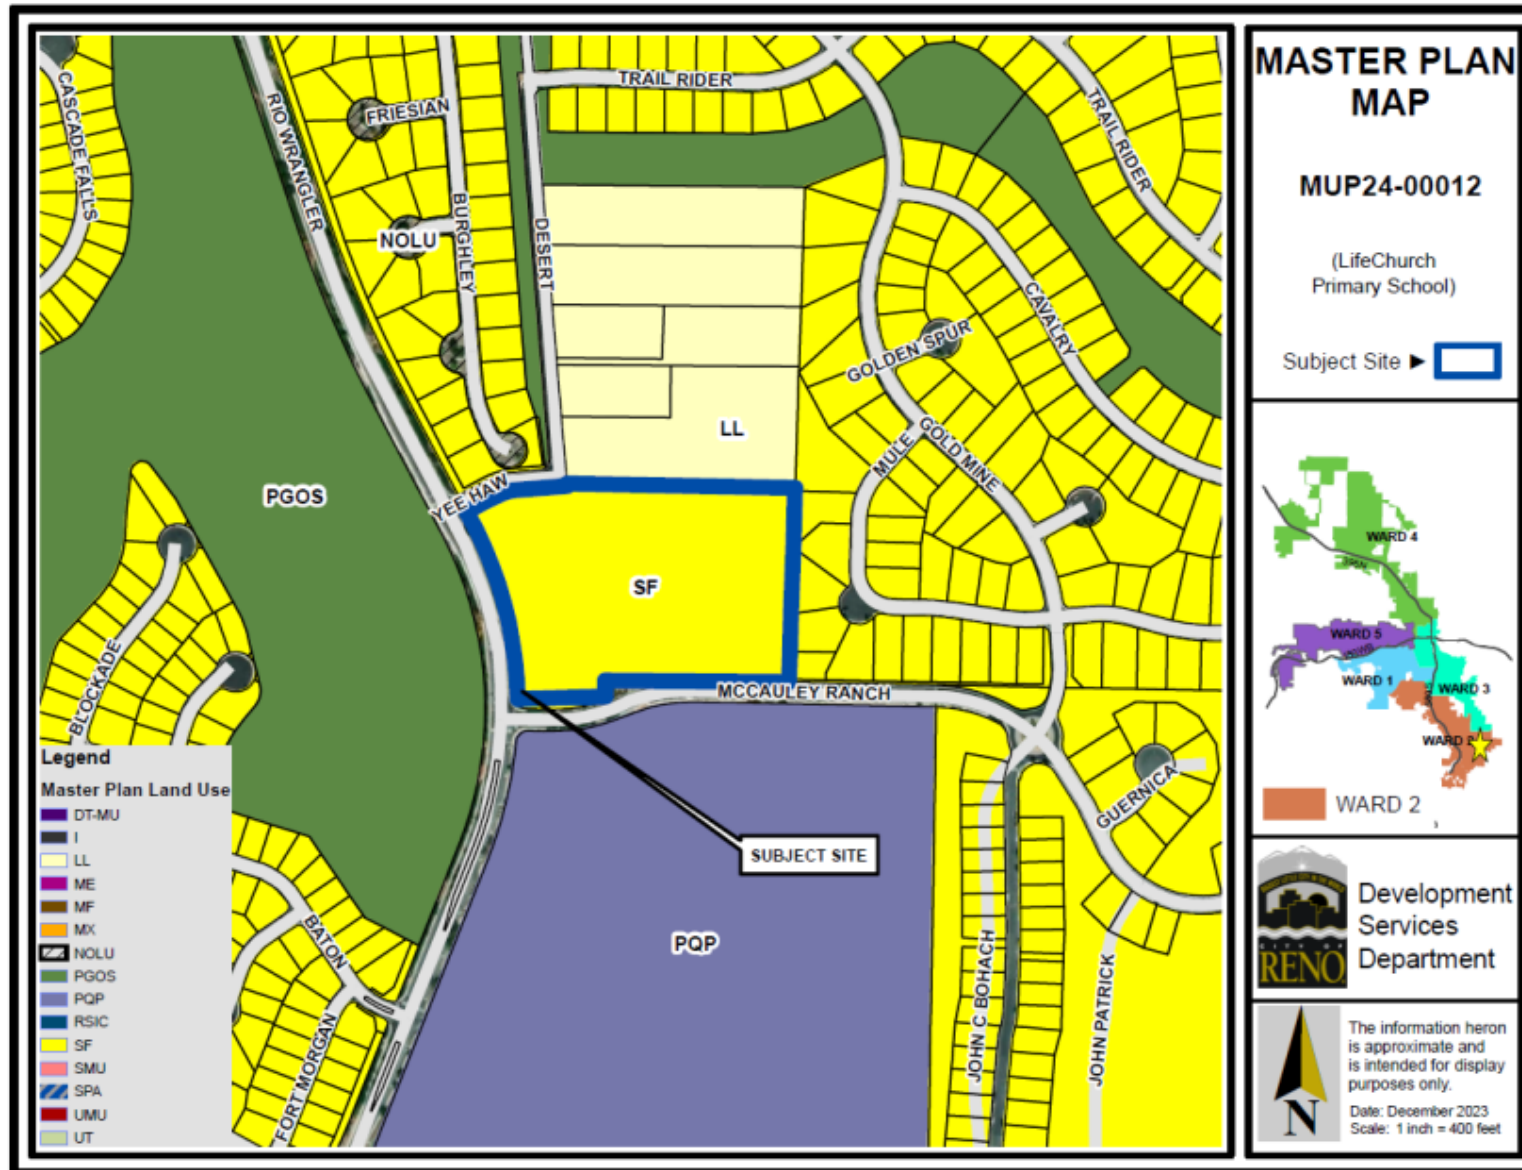 CASCADE FALLS
RIO WRANGLER
FRIESIAN
BURGHLEY
NOLU
DESERT
TRAIL RIDER
TRAIL RIDER
CAVALRY
GOLDEN SPUR
GOLD MINE
MULE
LL
PGOS
YEE HAW
SF
BLOCKADE
MCCAULEY RANCH
GUERNICA
SUBJECT SITE
PQP
BATON
FORT MORGAN
JOHN C BOHACH
JOHN PATRICK
Legend
Master Plan Land Use
DT-MU
I
LL
ME
MF
MX
NOLU
PGOS
PQP
RSIC
SF
SMU
SPA
UMU
UT
MASTER PLAN
MAP
MUP24-00012
(LifeChurch
Primary School)
Subject Site ►
WARD 4
395N
WARD 5
WARD 1
WARD 3
WARD 2
WARD 2
CITY OF
RENO
Development
Services
Department
N
The information heron
is approximate and
is intended for display
purposes only.
Date: December 2023
Scale: 1 inch = 400 feet